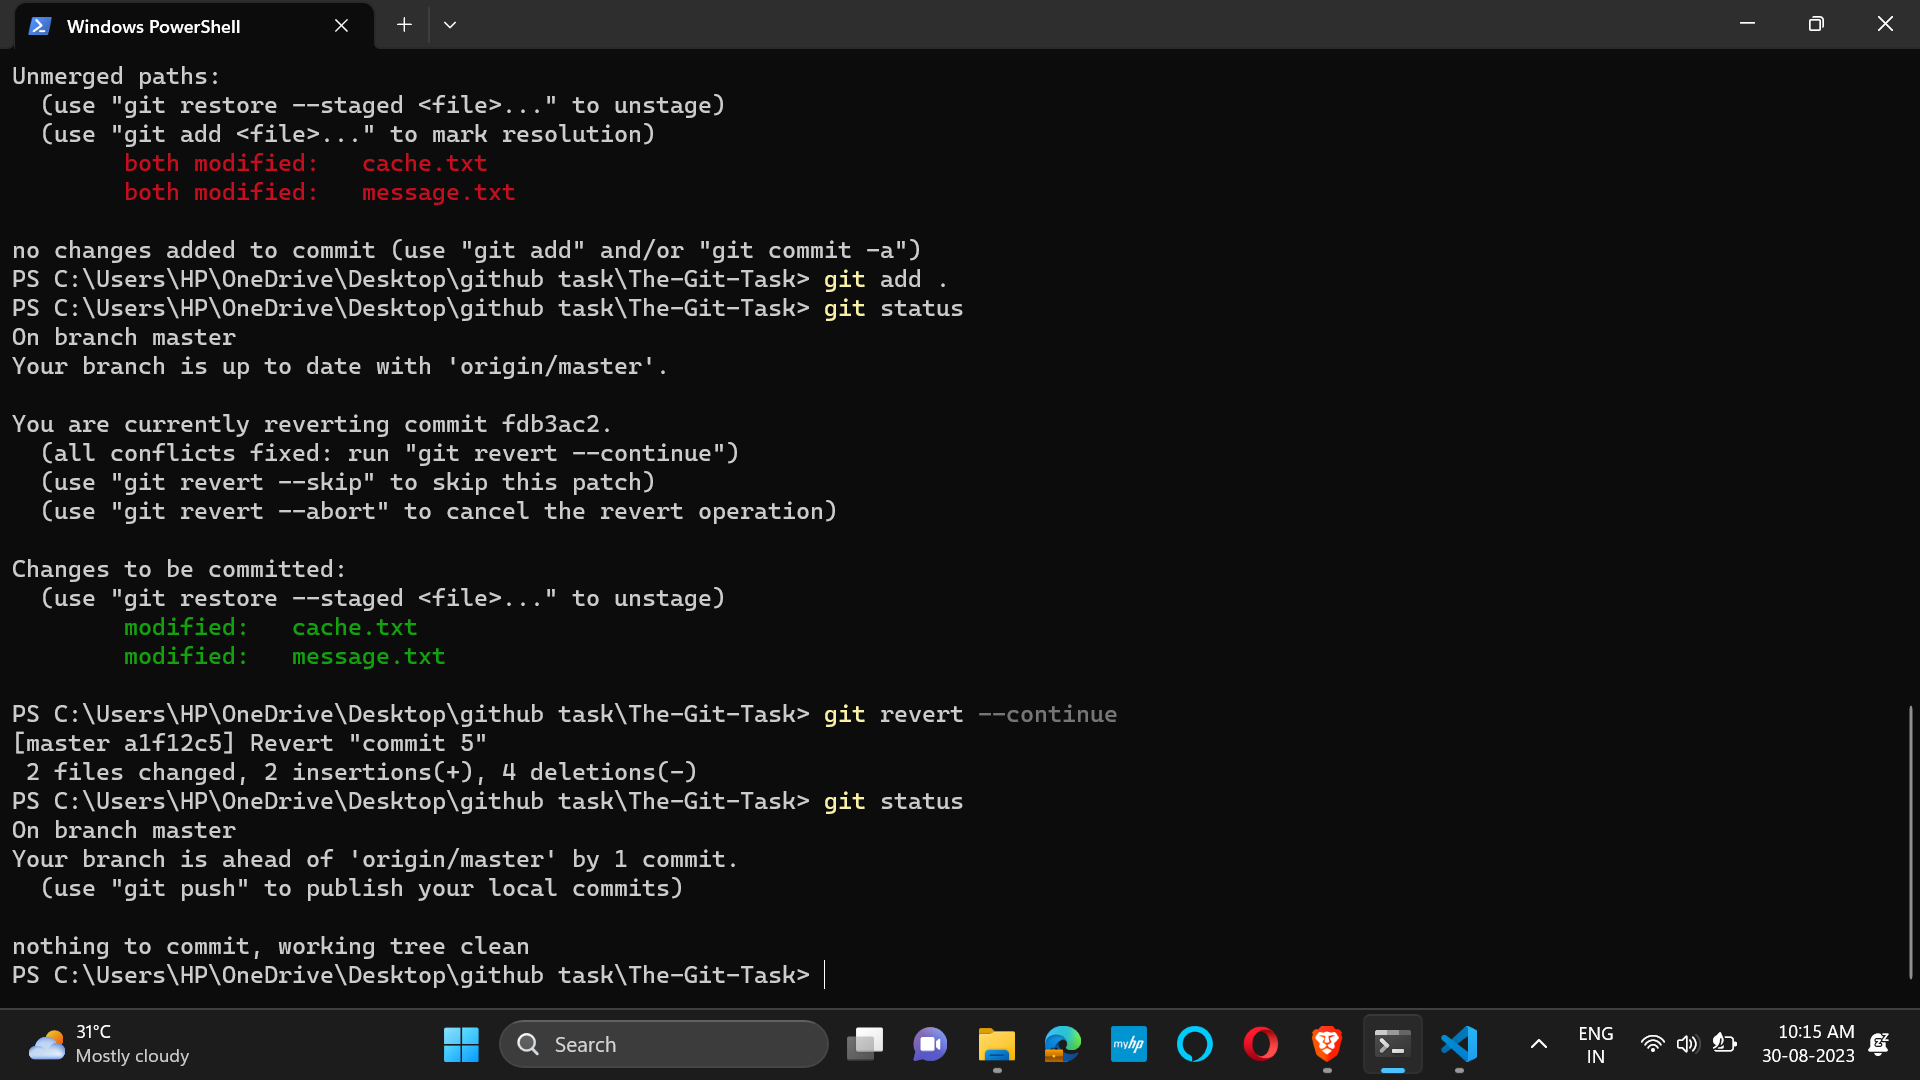 Windows PowerShell
Unmerged paths:
  (use "git restore --staged <file>..." to unstage)
  (use "git add <file>..." to mark resolution)
        both modified:   cache.txt
        both modified:   message.txt

no changes added to commit (use "git add" and/or "git commit -a")
PS C:\Users\HP\OneDrive\Desktop\github task\The-Git-Task> git add .
PS C:\Users\HP\OneDrive\Desktop\github task\The-Git-Task> git status
On branch master
Your branch is up to date with 'origin/master'.

You are currently reverting commit fdb3ac2.
  (all conflicts fixed: run "git revert --continue")
  (use "git revert --skip" to skip this patch)
  (use "git revert --abort" to cancel the revert operation)

Changes to be committed:
  (use "git restore --staged <file>..." to unstage)
        modified:   cache.txt
        modified:   message.txt

PS C:\Users\HP\OneDrive\Desktop\github task\The-Git-Task> git revert --continue
[master a1f12c5] Revert "commit 5"
 2 files changed, 2 insertions(+), 4 deletions(-)
PS C:\Users\HP\OneDrive\Desktop\github task\The-Git-Task> git status
On branch master
Your branch is ahead of 'origin/master' by 1 commit.
  (use "git push" to publish your local commits)

nothing to commit, working tree clean
PS C:\Users\HP\OneDrive\Desktop\github task\The-Git-Task>
31°C
Mostly cloudy
Search
myhp
ENG
IN
10:15 AM
30-08-2023